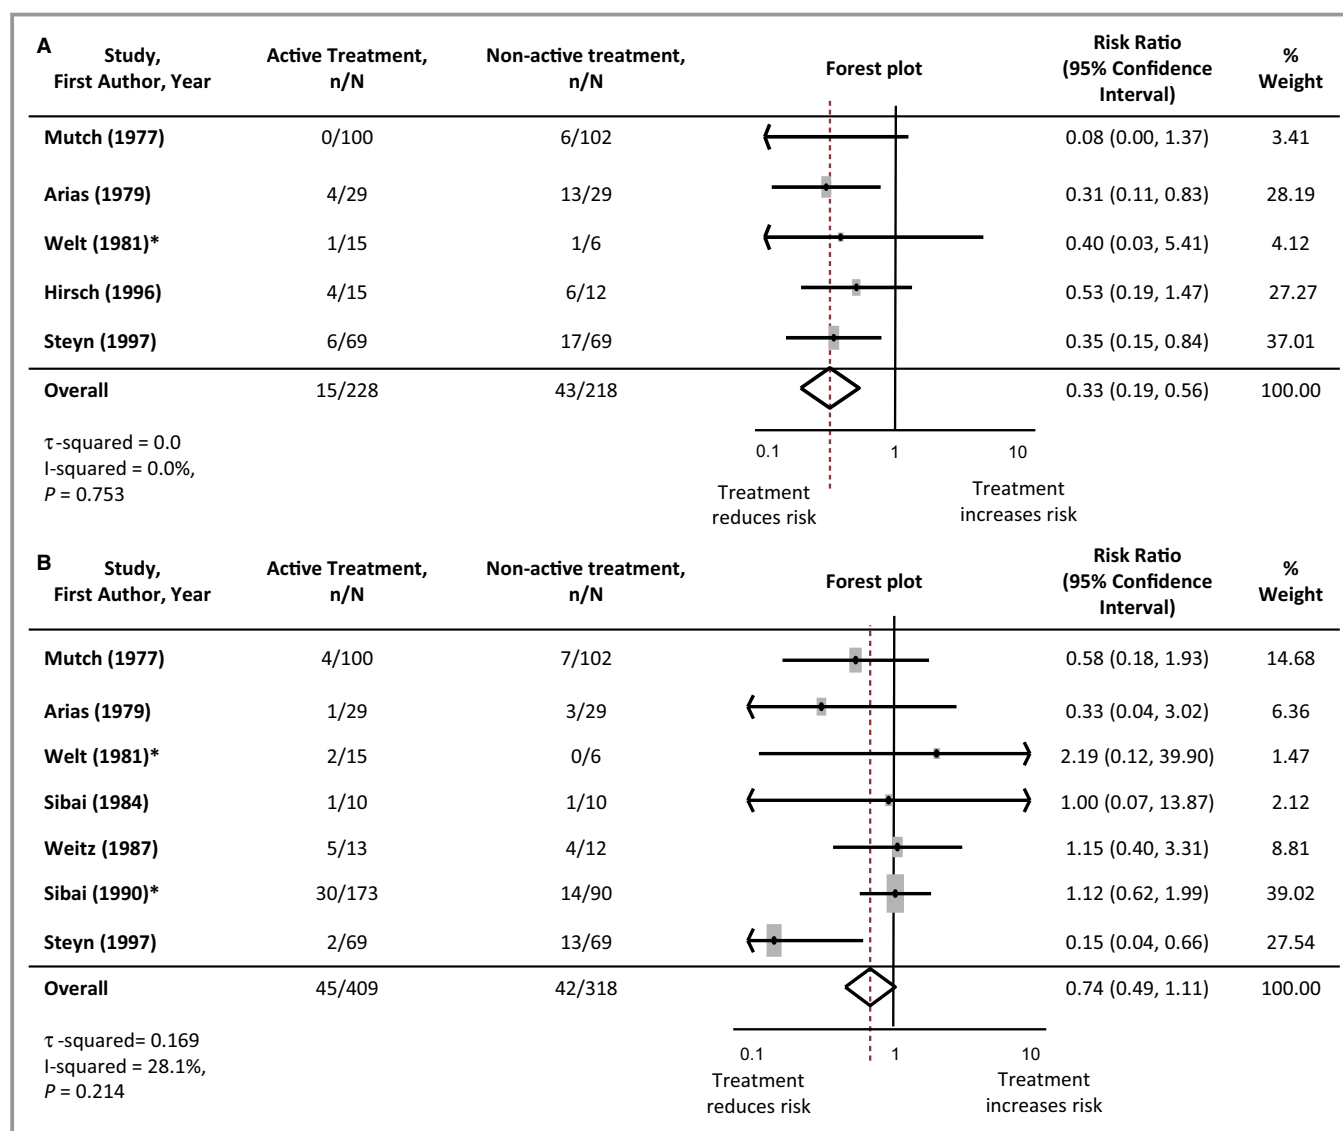 A
Study,
First Author, Year
Active Treatment,
n/N
Non-active treatment,
n/N
Forest plot
Risk Ratio
(95% Confidence
Interval)
%
Weight
Mutch (1977) 0/100 6/102 0.08 (0.00, 1.37) 3.41
Arias (1979) 4/29 13/29 0.31 (0.11, 0.83) 28.19
Welt (1981)* 1/15 1/6 0.40 (0.03, 5.41) 4.12
Hirsch (1996) 4/15 6/12 0.53 (0.19, 1.47) 27.27
Steyn (1997) 6/69 17/69 0.35 (0.15, 0.84) 37.01
Overall 15/228 43/218 0.33 (0.19, 0.56) 100.00
τ-squared = 0.0
I-squared = 0.0%,
P = 0.753
0.1 1 10
Treatment
reduces risk
Treatment
increases risk
B
Study,
First Author, Year
Active Treatment,
n/N
Non-active treatment,
n/N
Forest plot
Risk Ratio
(95% Confidence
Interval)
%
Weight
Mutch (1977) 4/100 7/102 0.58 (0.18, 1.93) 14.68
Arias (1979) 1/29 3/29 0.33 (0.04, 3.02) 6.36
Welt (1981)* 2/15 0/6 2.19 (0.12, 39.90) 1.47
Sibai (1984) 1/10 1/10 1.00 (0.07, 13.87) 2.12
Weitz (1987) 5/13 4/12 1.15 (0.40, 3.31) 8.81
Sibai (1990)* 30/173 14/90 1.12 (0.62, 1.99) 39.02
Steyn (1997) 2/69 13/69 0.15 (0.04, 0.66) 27.54
Overall 45/409 42/318 0.74 (0.49, 1.11) 100.00
τ -squared= 0.169
I-squared = 28.1%,
P = 0.214
0.1 1 10
Treatment
reduces risk
Treatment
increases risk